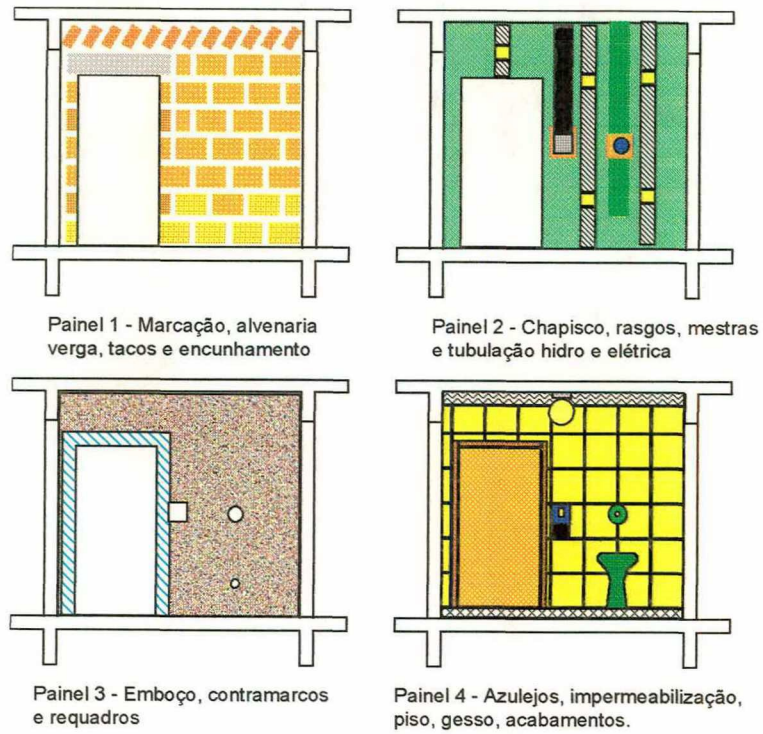 Painel 1 - Marcação, alvenaria
verga, tacos e encunhamento
Painel 2 - Chapisco, rasgos, mestras
e tubulação hidro e elétrica
Painel 3 - Emboço, contramarcos
e requadros
Painel 4 - Azulejos, impermeabilização,
piso, gesso, acabamentos.